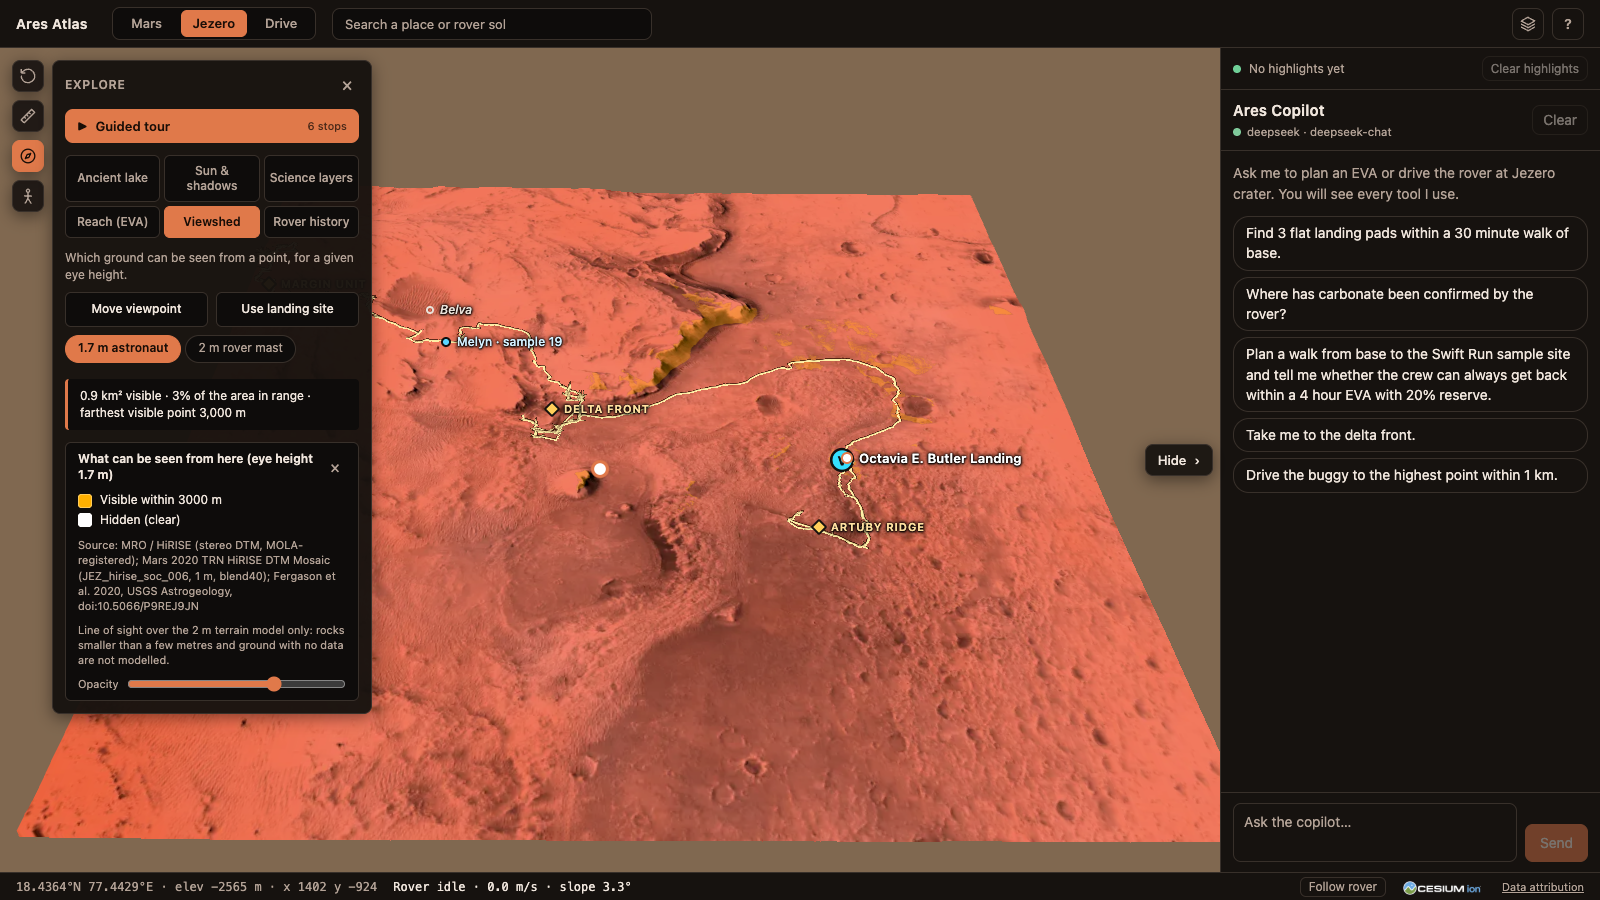 Ares Atlas
Mars
Jezero
Drive
Search a place or rover sol
?
EXPLORE
Guided tour
6 stops
Ancient lake
Sun &
shadows
Science layers
Reach (EVA)
Viewshed
Rover history
Which ground can be seen from a point, for a given
eye height.
Move viewpoint
Use landing site
1.7 m astronaut
2 m rover mast
0.9 km² visible · 3% of the area in range ·
farthest visible point 3,000 m
What can be seen from here (eye height
1.7 m)
Visible within 3000 m
Hidden (clear)
Source: MRO / HiRISE (stereo DTM, MOLA-
registered); Mars 2020 TRN HiRISE DTM Mosaic
(JEZ_hirise_soc_006, 1 m, blend40); Fergason et
al. 2020, USGS Astrogeology,
doi:10.5066/P9REJ9JN
Line of sight over the 2 m terrain model only: rocks
smaller than a few metres and ground with no data
are not modelled.
Opacity
Belva
Melyn · sample 19
DELTA FRONT
Octavia E. Butler Landing
ARTUBY RIDGE
Hide ›
No highlights yet
Clear highlights
Ares Copilot
deepseek · deepseek-chat
Clear
Ask me to plan an EVA or drive the rover at Jezero
crater. You will see every tool I use.
Find 3 flat landing pads within a 30 minute walk of
base.
Where has carbonate been confirmed by the
rover?
Plan a walk from base to the Swift Run sample site
and tell me whether the crew can always get back
within a 4 hour EVA with 20% reserve.
Take me to the delta front.
Drive the buggy to the highest point within 1 km.
Ask the copilot...
Send
18.4364°N 77.4429°E · elev −2565 m · x 1402 y −924
Rover idle · 0.0 m/s · slope 3.3°
Follow rover
CESIUM ion
Data attribution